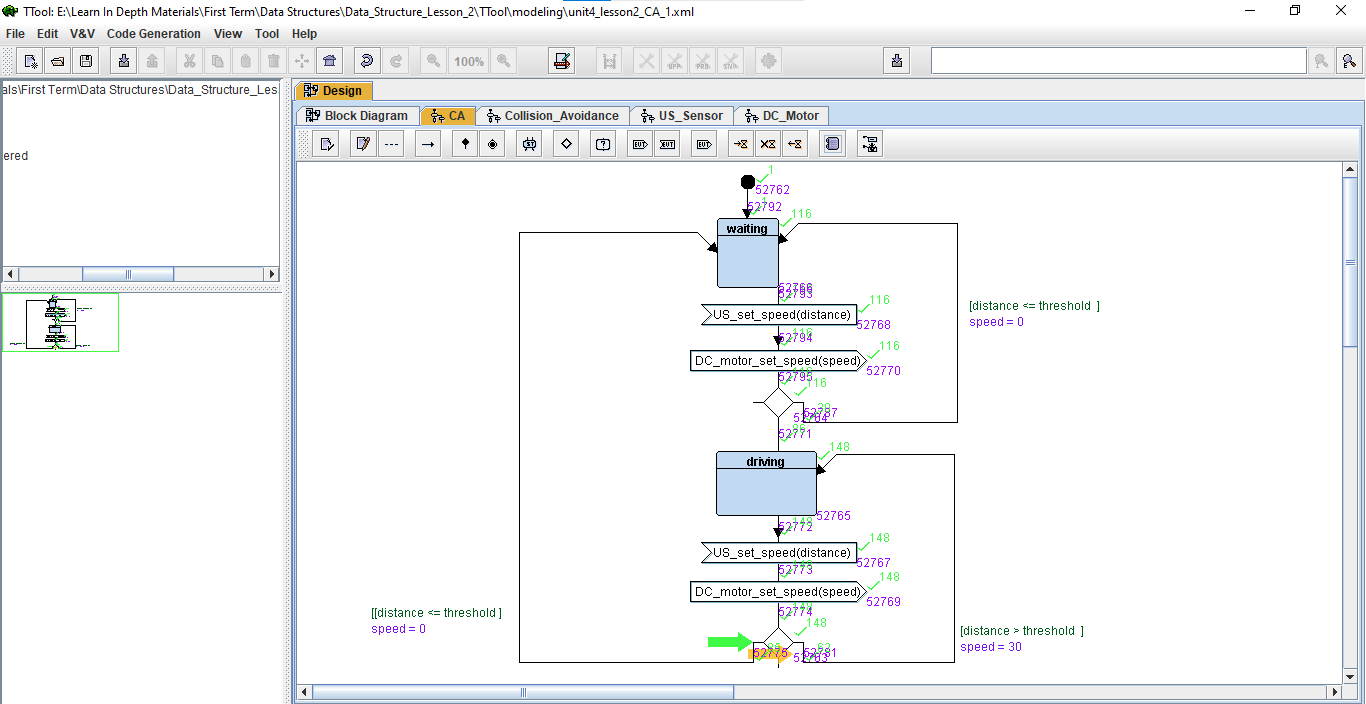 TTool: E:\Learn In Depth Materials\First Term\Data Structures\Data_Structure_Lesson_2\TTool\modeling\unit4_lesson2_CA_1.xml
File Edit V&V Code Generation View Tool Help
100%
als\First Term\Data Structures\Data_Structure_Les
ered
Design
Block Diagram CA Collision_Avoidance US_Sensor DC_Motor
1
52762
52792
116
waiting
52766
52793
[distance <= threshold ]
speed = 0
116
US_set_speed(distance)
52768
116
52794
116
DC_motor_set_speed(speed)
52770
52795
116
52787
52764
52771
148
driving
52765
148
52772
148
US_set_speed(distance)
52767
52773
148
DC_motor_set_speed(speed)
52769
52774
148
[[distance <= threshold ]
speed = 0
[distance > threshold ]
speed = 30
52775
52781
52763